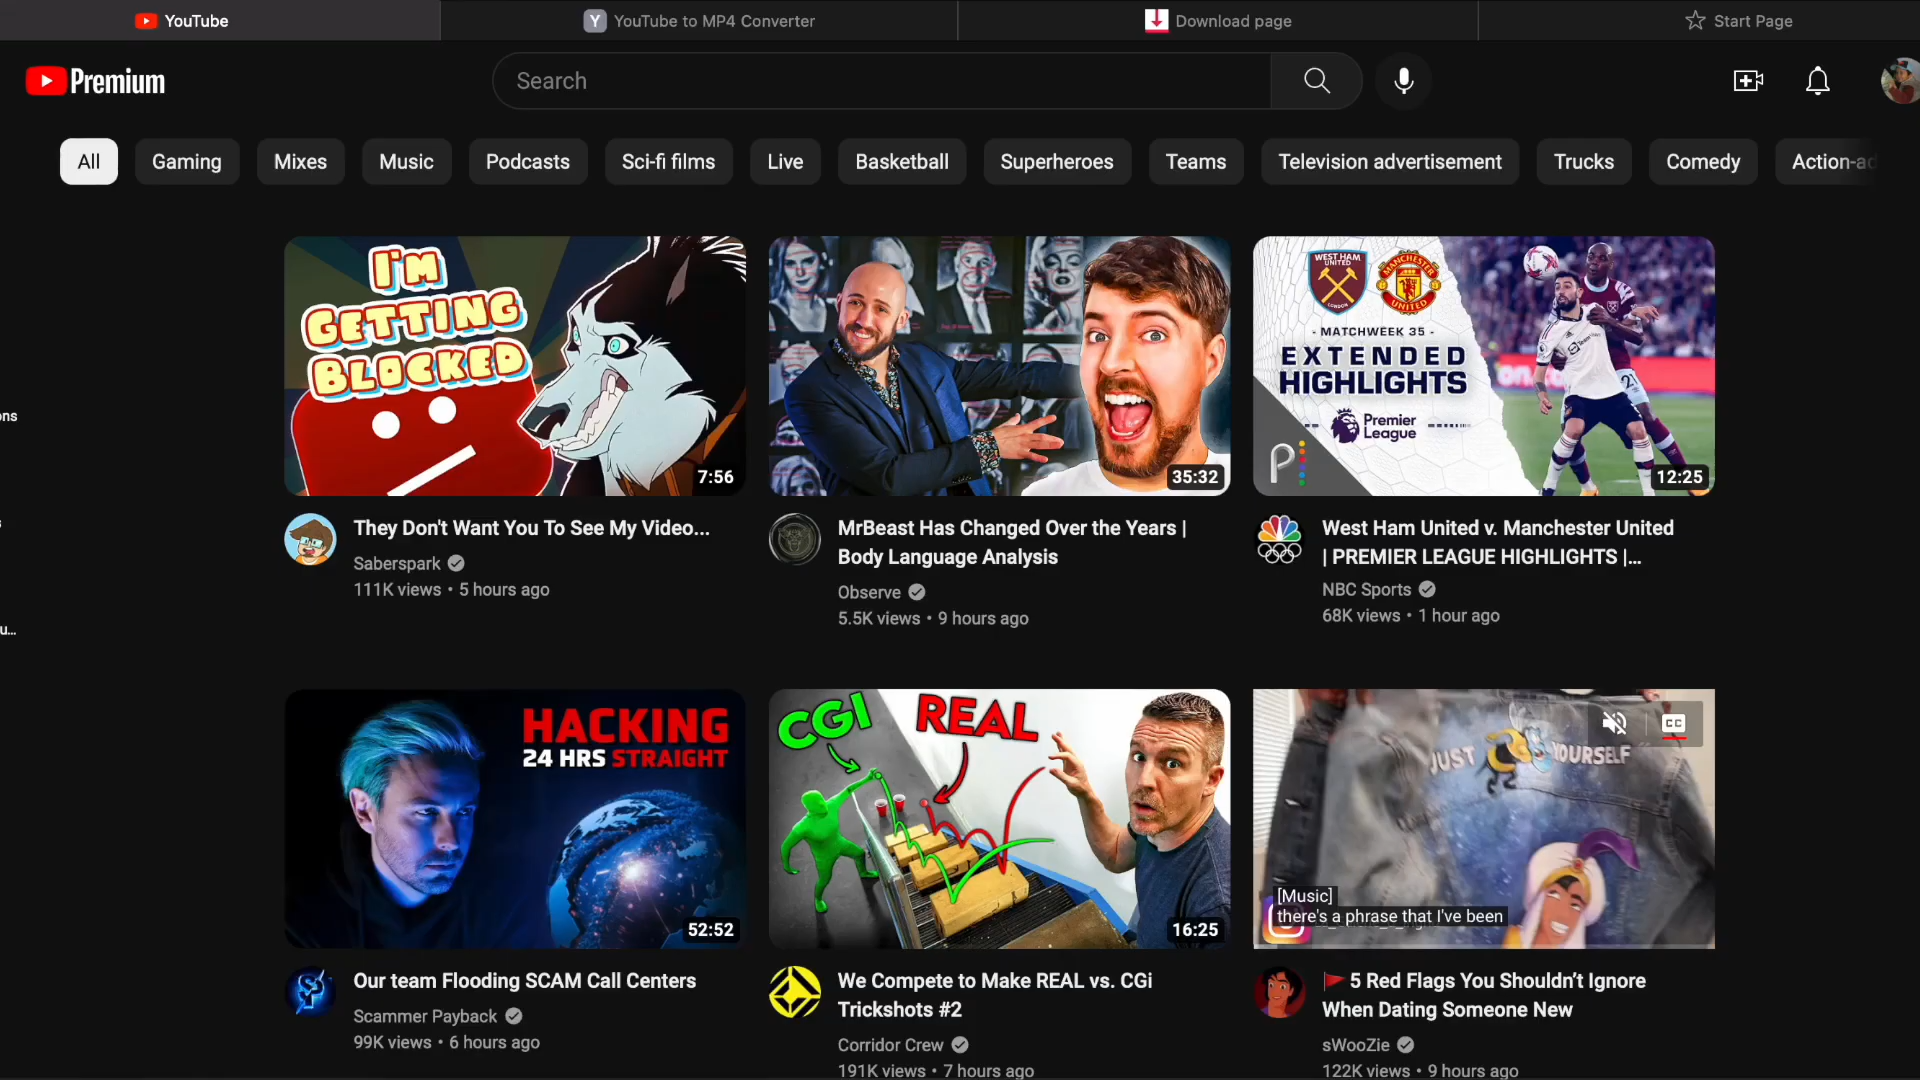 YouTube
Y YouTube to MP4 Converter
Download page
Start Page
Premium
Search
All
Gaming
Mixes
Music
Podcasts
Sci-fi films
Live
Basketball
Superheroes
Teams
Television advertisement
Trucks
Comedy
Action-ad
ons
u...
I'M
GETTING
BLOCKED
7:56
35:32
WEST HAM
UNITED
LONDON
MANCHESTER
UNITED
- MATCHWEEK 35 -
EXTENDED
HIGHLIGHTS
Premier
League
12:25
They Don't Want You To See My Video...
Saberspark
111K views • 5 hours ago
MrBeast Has Changed Over the Years |
Body Language Analysis
Observe
5.5K views • 9 hours ago
West Ham United v. Manchester United
| PREMIER LEAGUE HIGHLIGHTS |...
NBC Sports
68K views • 1 hour ago
HACKING
24 HRS STRAIGHT
52:52
CGI
REAL
16:25
CC
JUST
YOURSELF
[Music]
there's a phrase that I've been
Our team Flooding SCAM Call Centers
Scammer Payback
99K views • 6 hours ago
We Compete to Make REAL vs. CGi
Trickshots #2
Corridor Crew
191K views • 7 hours ago
🚩5 Red Flags You Shouldn’t Ignore
When Dating Someone New
sWooZie
122K views • 9 hours ago